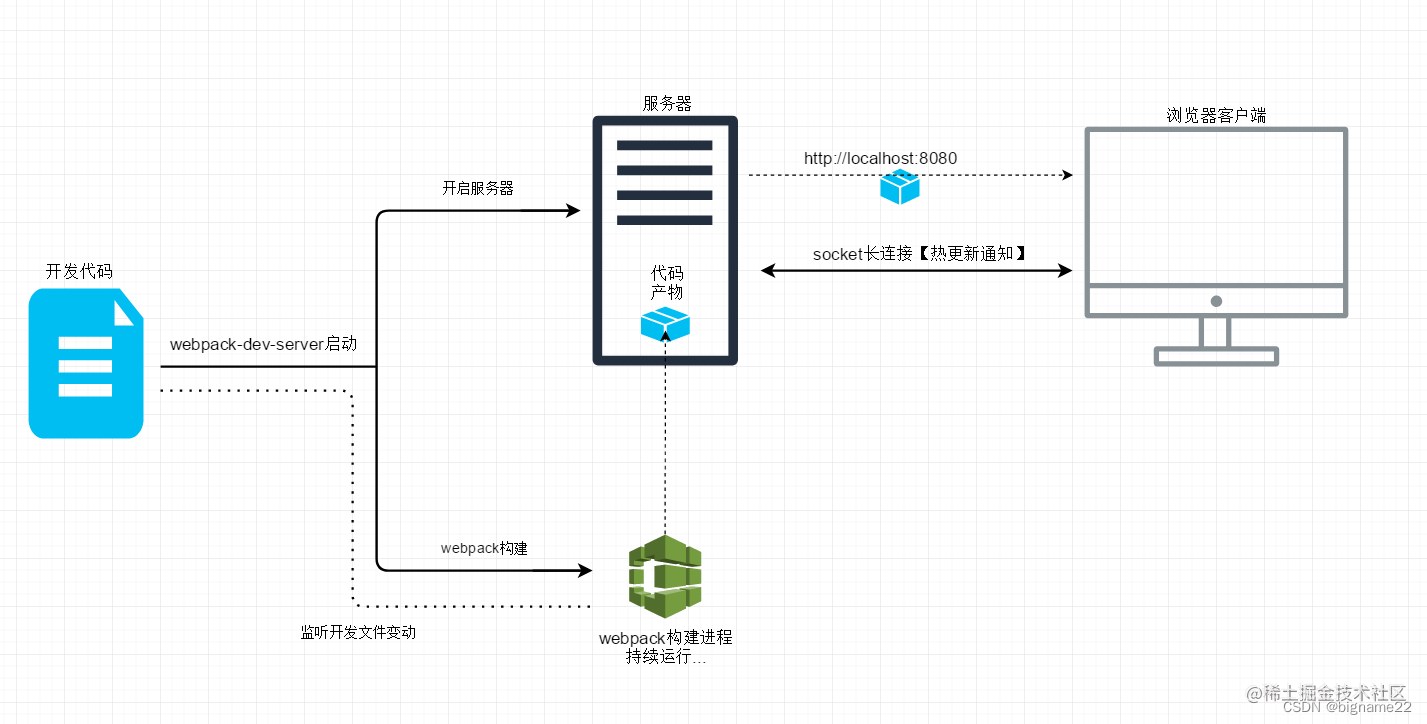 服务器
浏览器客户端
http://localhost:8080
开启服务器
socket长连接【热更新通知】
开发代码
代码
产物
webpack-dev-server启动
webpack构建
监听开发文件变动
webpack构建进程
持续运行...
@稀土掘金技术社区
CSDN @bigname22